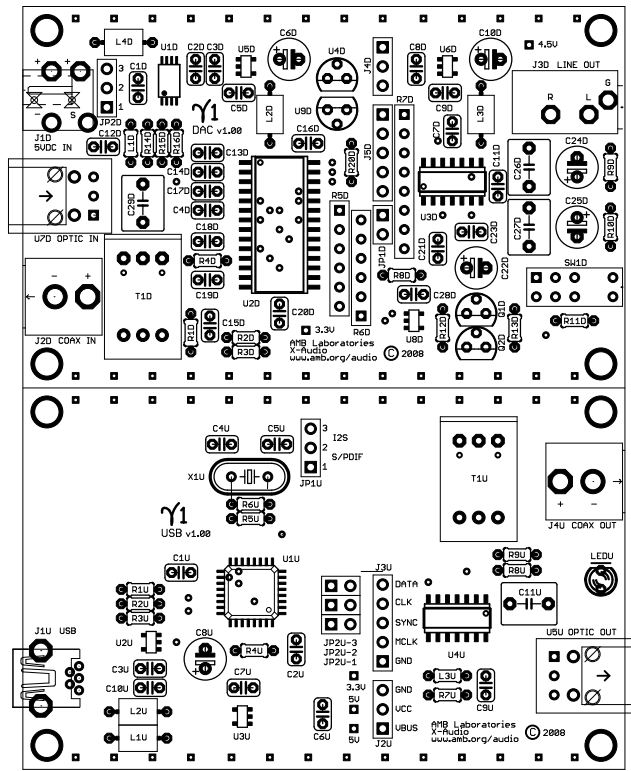 C6D
C10D
L4D
U1D
C2D
C3D
U5D
U4D
J4D
C8D
U6D
4.5V
C1D
J3D LINE OUT
G
R
L
3
2
1
JP2D
C5D
L2D
U9D
R7D
C9D
L3D
C7D
J1D
5VDC IN
S
C12D
L1D
R14D
R15D
R16D
γ1
DAC v1.00
C16D
J5D
C24D
C13D
R20D
C11D
C26D
R9D
C14D
C17D
C29D
C4D
R5D
U3D
C25D
C27D
R10D
U7D OPTIC IN
C18D
JP1D
C21D
C23D
R4D
C22D
R8D
SW1D
T1D
C19D
U2D
C20D
C28D
R1D
C15D
3.3V
R6D
U8D
R12D
Q1D
R13D
R11D
J2D COAX IN
R2D
R3D
Q2D
AMB Laboratories
X-Audio
www.amb.org/audio
© 2008
C4U
C5U
3
2
1
I2S
S/PDIF
JP1U
X1U
T1U
R6U
R5U
γ1
USB v1.00
J4U COAX OUT
R9U
R8U
LEDU
C1U
U1U
J3U
DATA
CLK
SYNC
MCLK
GND
R1U
R2U
R3U
C11U
U2U
C8U
R4U
JP2U-3
JP2U-2
JP2U-1
U4U
U5U OPTIC OUT
J1U USB
C3U
C7U
C2U
L3U
C10U
3.3V
5V
5V
GND
VCC
VBUS
R7U
C9U
L2U
L1U
U3U
C6U
J2U
AMB Laboratories
X-Audio
www.amb.org/audio
© 2008